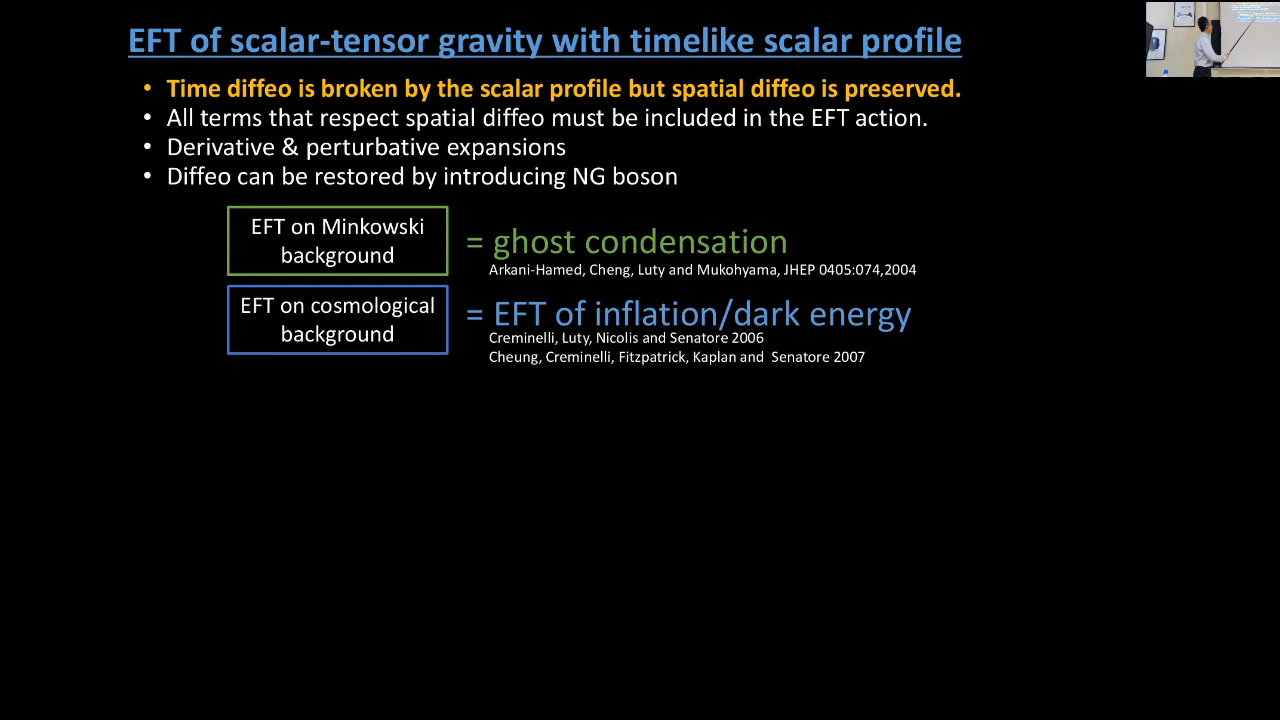 EFT of scalar-tensor gravity with timelike scalar profile
• Time diffeo is broken by the scalar profile but spatial diffeo is preserved.
• All terms that respect spatial diffeo must be included in the EFT action.
• Derivative & perturbative expansions
• Diffeo can be restored by introducing NG boson
EFT on Minkowski
background
= ghost condensation
Arkani-Hamed, Cheng, Luty and Mukohyama, JHEP 0405:074,2004
EFT on cosmological
background
= EFT of inflation/dark energy
Creminelli, Luty, Nicolis and Senatore 2006
Cheung, Creminelli, Fitzpatrick, Kaplan and Senatore 2007